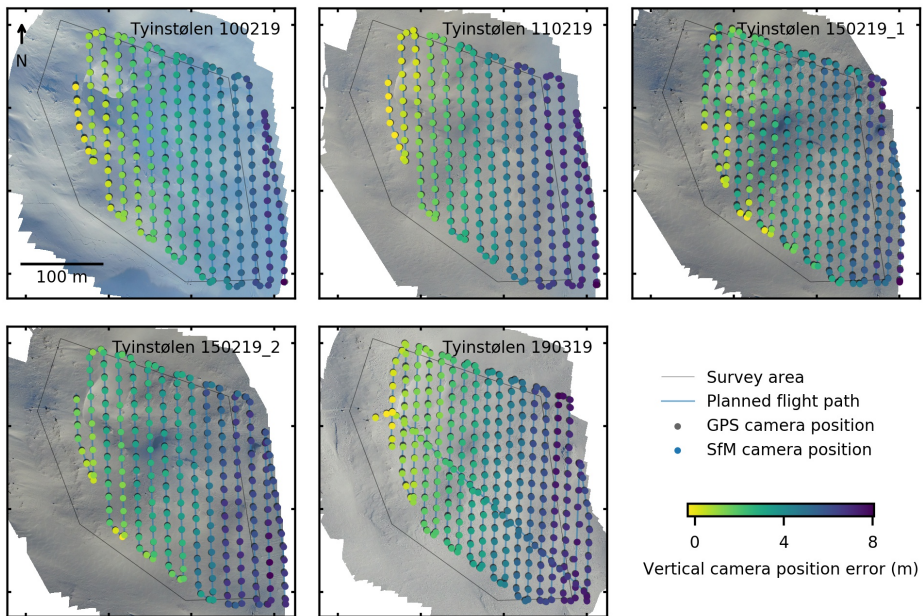 Tyinstølen 100219
Tyinstølen 110219
Tyinstølen 150219_1
N
100 m
Tyinstølen 150219_2
Tyinstølen 190319
Survey area
Planned flight path
GPS camera position
SfM camera position
0 4 8
Vertical camera position error (m)